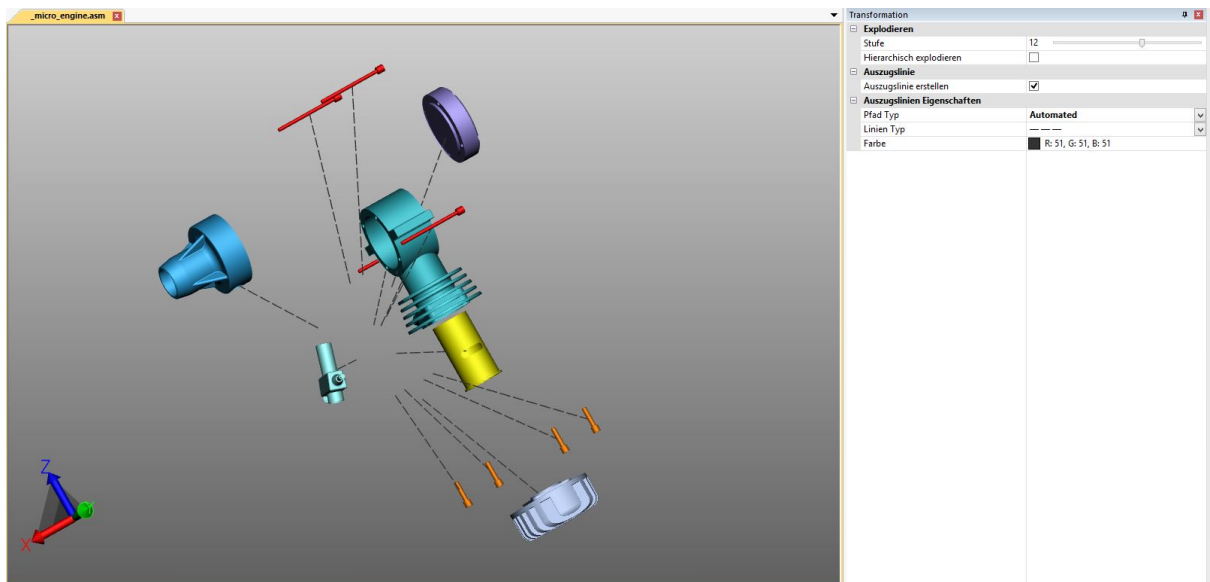 _micro_engine.asm
Transformation
Explodieren
Stufe 12
Hierarchisch explodieren
Auszugslinie
Auszugslinie erstellen
Auszugslinien Eigenschaften
Pfad Typ Automated
Linien Typ
Farbe R: 51, G: 51, B: 51
Z
Y
X